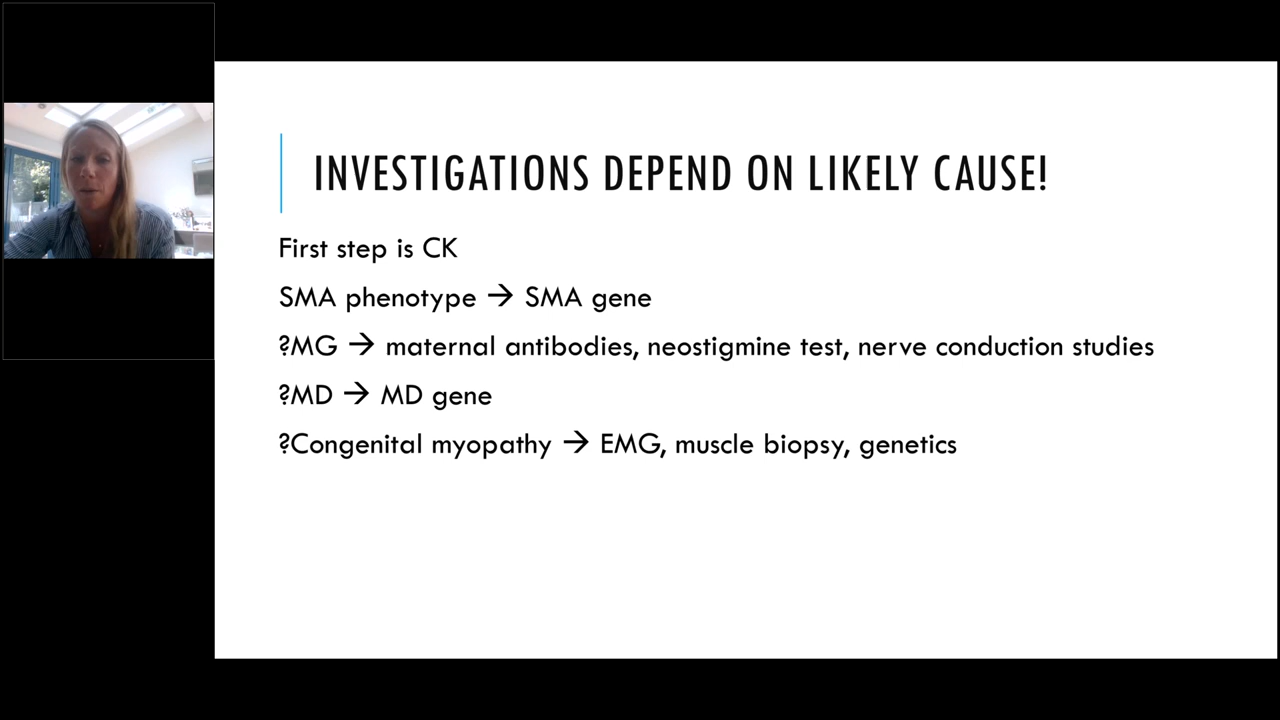 INVESTIGATIONS DEPEND ON LIKELY CAUSE!
First step is CK
SMA phenotype → SMA gene
?MG → maternal antibodies, neostigmine test, nerve conduction studies
?MD → MD gene
?Congenital myopathy → EMG, muscle biopsy, genetics